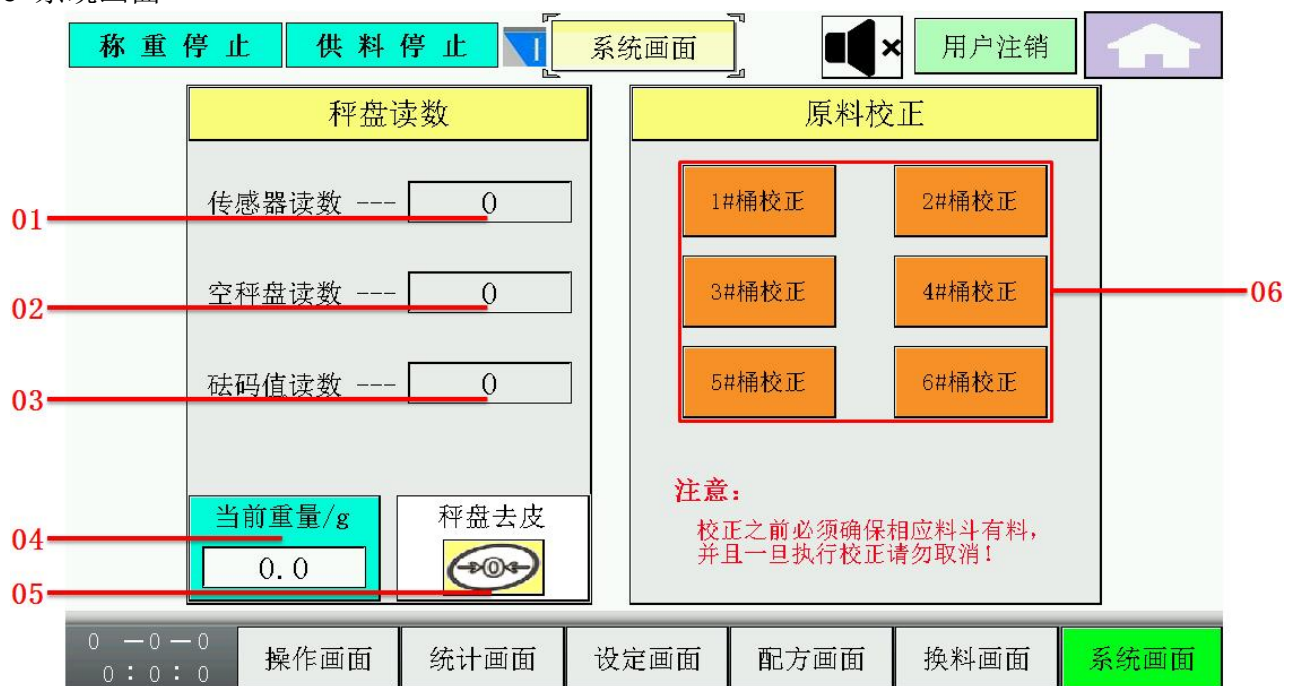 称重停止 供料停止 系统画面 用户注销
秤盘读数 原料校正
01 传感器读数 --- 0 1#桶校正 2#桶校正
02 空秤盘读数 --- 0 3#桶校正 4#桶校正 06
03 砝码值读数 --- 0 5#桶校正 6#桶校正
注意:
校正之前必须确保相应料斗有料,
并且一旦执行校正请勿取消!
04 当前重量/g 秤盘去皮
0.0 0
05
0 -0-0
0:0:0
操作画面 统计画面 设定画面 配方画面 换料画面 系统画面